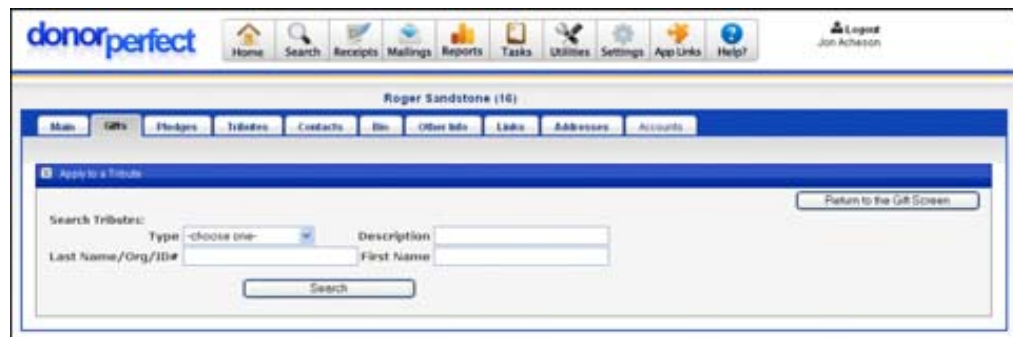 donorperfect
Home Search Receipts Mailings Reports Tasks Utilities Settings App Links Help?
Logout
Jon Acheson
Roger Sandstone (16)
Main Gifts Pledges Tributes Contacts Bio Other Info Links Addresses Accounts
Apply to a Tribute
Return to the Gift Screen
Search Tributes:
Type -choose one- Description
Last Name/Org/ID# First Name
Search